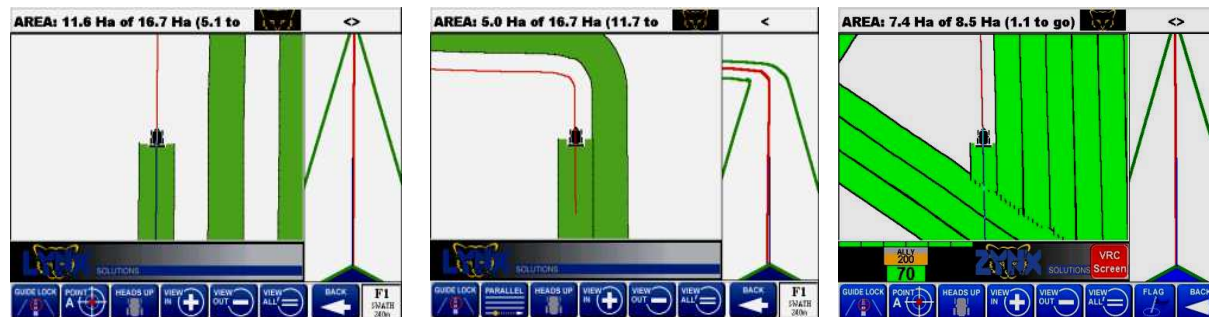 AREA: 11.6 Ha of 16.7 Ha (5.1 to
<>
LYNX
SOLUTIONS
GUIDE LOCK
POINT A
HEADS UP
VIEW IN
VIEW OUT
VIEW ALL
BACK
F1
SWATH
AREA: 5.0 Ha of 16.7 Ha (11.7 to
<
LYNX
SOLUTIONS
GUIDE LOCK
PARALLEL
HEADS UP
VIEW IN
VIEW OUT
VIEW ALL
BACK
F1
SWATH
AREA: 7.4 Ha of 8.5 Ha (1.1 to go)
<>
ALLY
200
70
ZYNX
SOLUTIONS
VRC
Screen
GUIDE LOCK
POINT A
HEADS UP
VIEW IN
VIEW OUT
VIEW ALL
FLAG
BACK